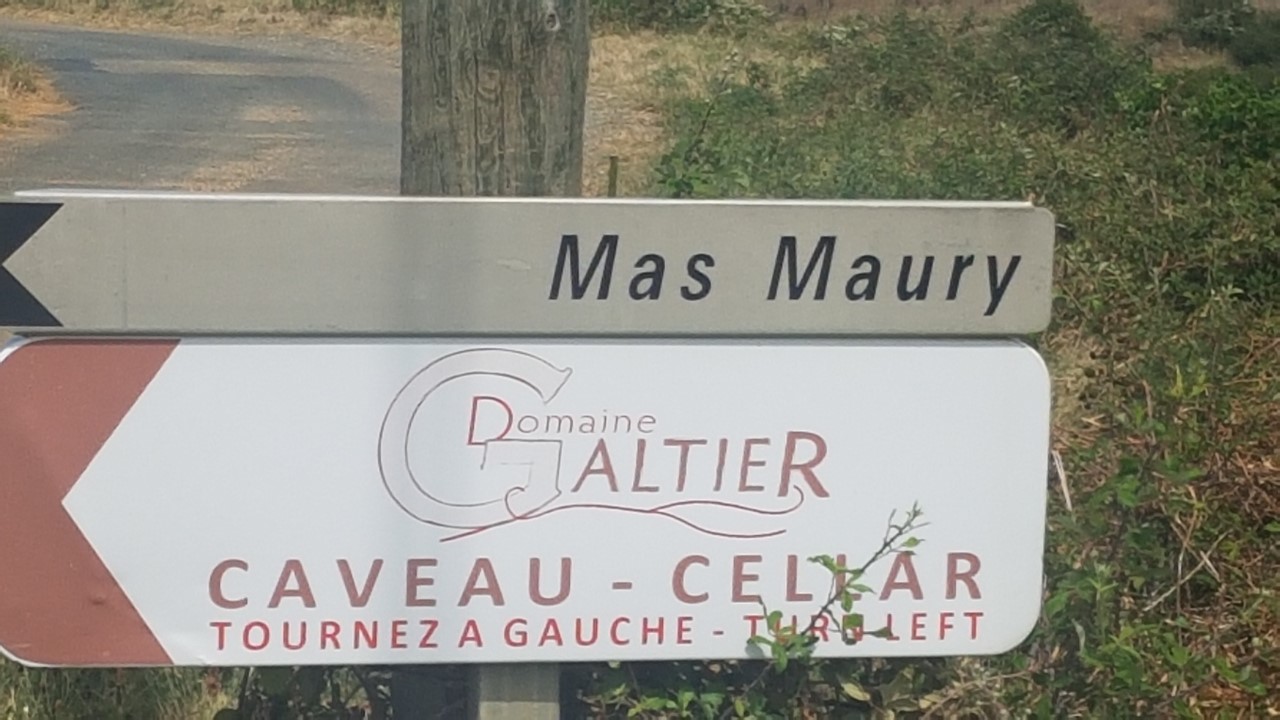 Mas Maury
Domaine
GALTIER
CAVEAU - CELLAR
TOURNEZ A GAUCHE - TURN LEFT